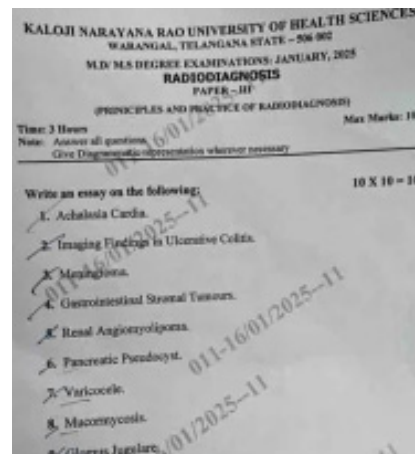 KALOJI NARAYANA RAO UNIVERSITY OF HEALTH SCIENCES
WARANGAL, TELANGANA STATE – 506 002
M.D/ M.S DEGREE EXAMINATIONS: JANUARY, 2025
RADIODIAGNOSIS
PAPER – III
(PRINICIPLES AND PRACTICE OF RADIODIAGNOSIS)
Time: 3 Hours
Max Marks:
Note: Answer all questions
Give Diagrammatic representation wherever necessary
Write an essay on the following:
10 X 10 =
1. Achalasia Cardia.
2. Imaging Findings in Ulcerative Colitis.
3. Meningioma.
4. Gastrointestinal Stromal Tumours.
5. Renal Angiomyolipoma.
6. Pancreatic Pseudocyst.
7. Varicocele.
8. Mucormycosis.
Glomus Jugulare.
011-16/01/2025--11
011-16/01/2025--11
011-16/01/2025--11
/01/2025--11